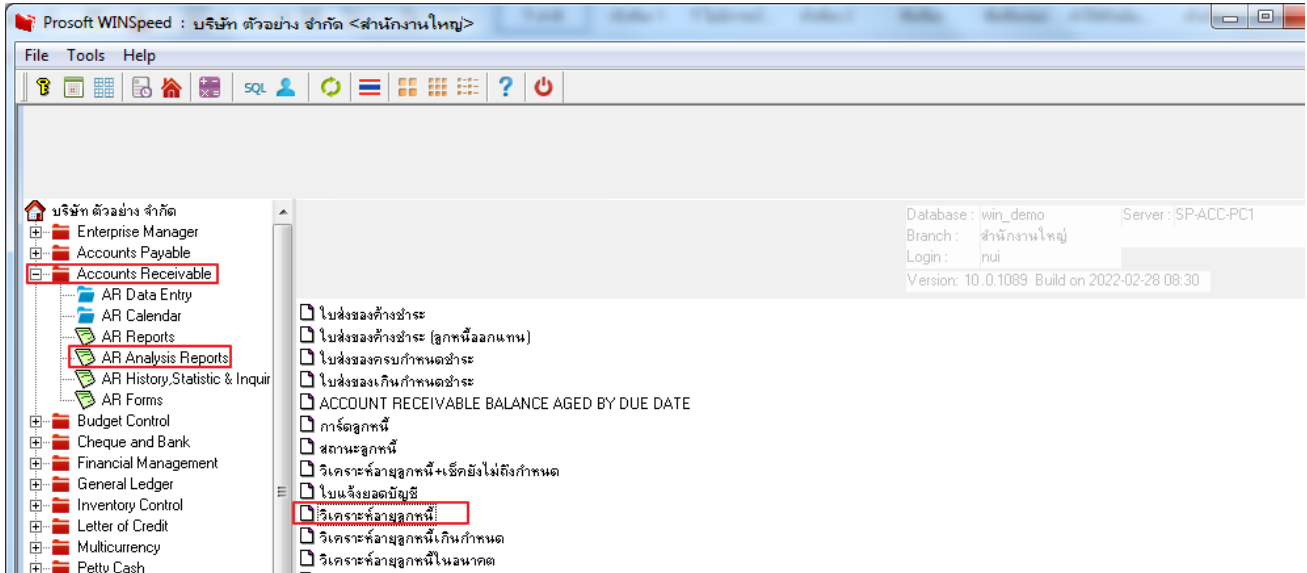 Prosoft WINSpeed : บริษัท ตัวอย่าง จำกัด <สำนักงานใหญ่>
File Tools Help
SQL
บริษัท ตัวอย่าง จำกัด
Enterprise Manager
Accounts Payable
Accounts Receivable
AR Data Entry
AR Calendar
AR Reports
AR Analysis Reports
AR History,Statistic & Inquir
AR Forms
Budget Control
Cheque and Bank
Financial Management
General Ledger
Inventory Control
Letter of Credit
Multicurrency
Petty Cash
Database : win_demo Server : SP-ACC-PC1
Branch : สำนักงานใหญ่
Login : nui
Version: 10.0.1089 Build on 2022-02-28 08:30
ใบส่งของค้างชำระ
ใบส่งของค้างชำระ (ลูกหนี้ออกแทน)
ใบส่งของครบกำหนดชำระ
ใบส่งของเกินกำหนดชำระ
ACCOUNT RECEIVABLE BALANCE AGED BY DUE DATE
การ์ดลูกหนี้
สถานะลูกหนี้
วิเคราะห์อายุลูกหนี้+เช็คยังไม่ถึงกำหนด
ใบแจ้งยอดบัญชี
วิเคราะห์อายุลูกหนี้
วิเคราะห์อายุลูกหนี้เกินกำหนด
วิเคราะห์อายุลูกหนี้ในอนาคต